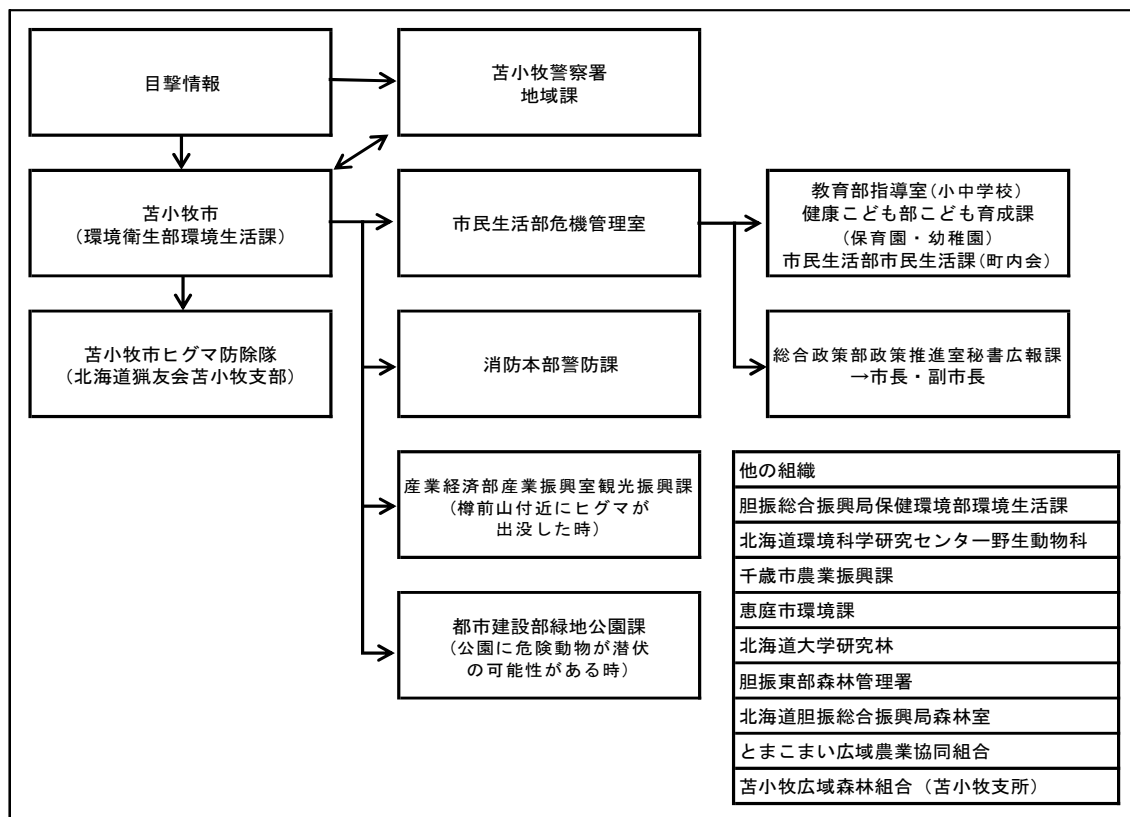 目撃情報
苫小牧警察署
地域課
苫小牧市
(環境衛生部環境生活課)
市民生活部危機管理室
教育部指導室(小中学校)
健康こども部こども育成課
(保育園・幼稚園)
市民生活部市民生活課(町内会)
苫小牧市ヒグマ防除隊
(北海道猟友会苫小牧支部)
消防本部警防課
総合政策部政策推進室秘書広報課
→市長・副市長
産業経済部産業振興室観光振興課
(樽前山付近にヒグマが
出没した時)
都市建設部緑地公園課
(公園に危険動物が潜伏
の可能性がある時)
他の組織
胆振総合振興局保健環境部環境生活課
北海道環境科学研究センター野生動物科
千歳市農業振興課
恵庭市環境課
北海道大学研究林
胆振東部森林管理署
北海道胆振総合振興局森林室
とまこまい広域農業協同組合
苫小牧広域森林組合（苫小牧支所）